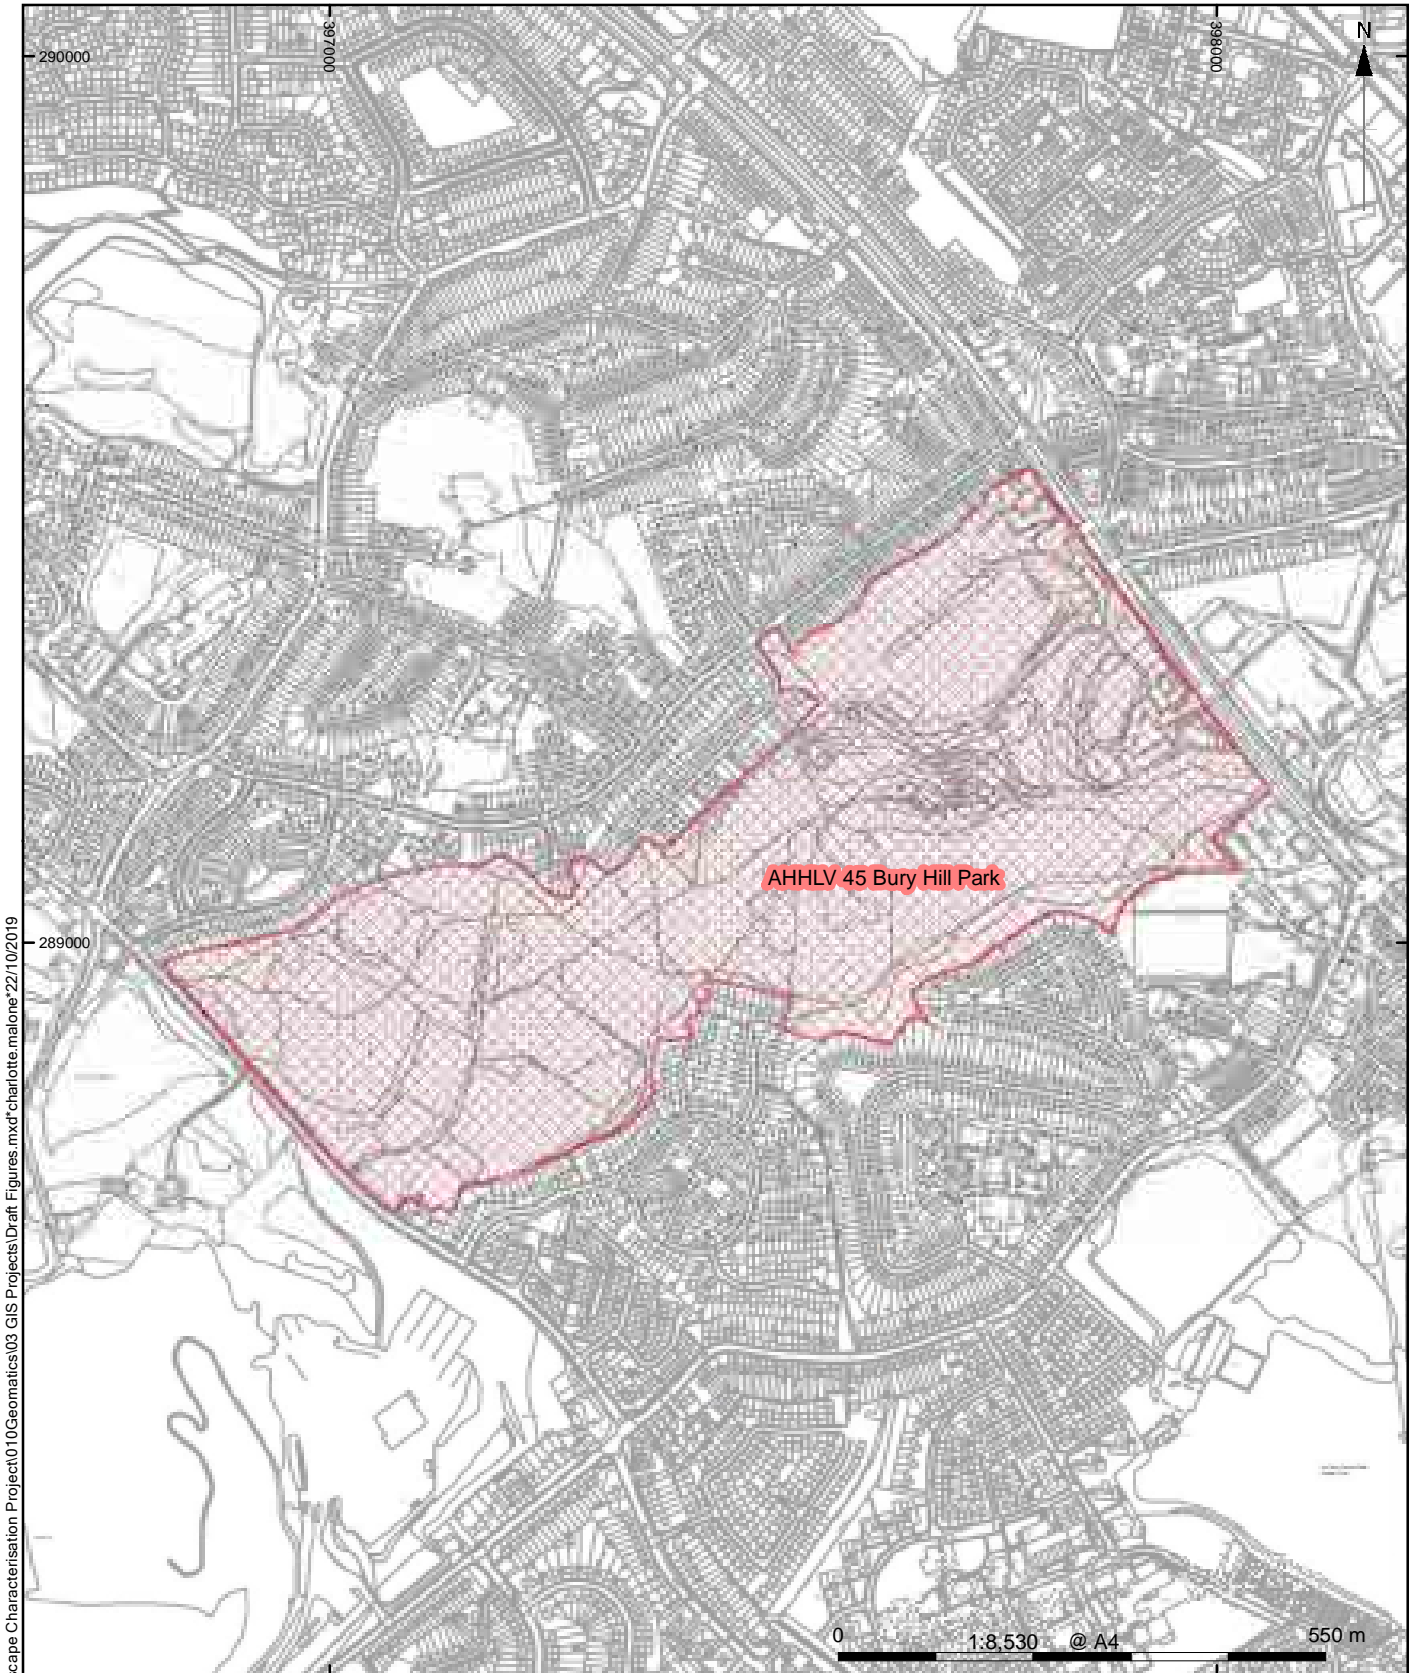 290000
397000
398000
N
AHHLV 45 Bury Hill Park
289000
cape Characterisation Project\010Geomatics\03 GIS Projects\Draft Figures.mxd*charlotte.malone*22/10/2019
0 1:8,530 @ A4 550 m